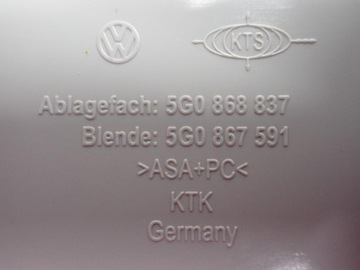 KTS
Ablagefach: 5G0 868 837
Blende: 5G0 867 591
>ASA+PC<
KTK
Germany